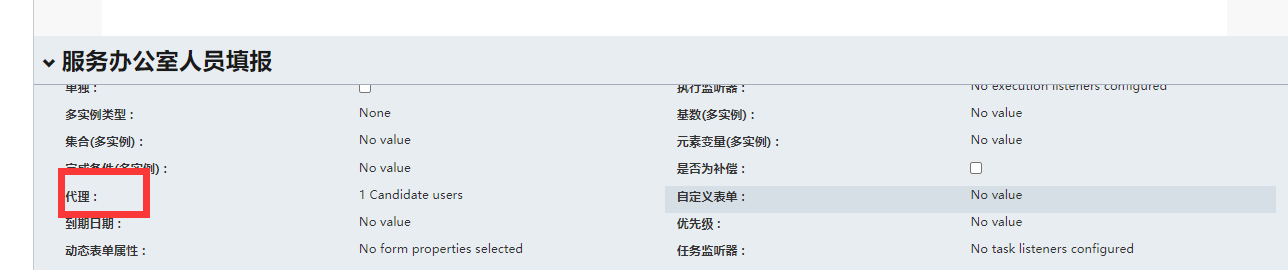 服务办公室人员填报
单独： 执行监听器： No execution listeners configured
多实例类型： None 基数(多实例)： No value
集合(多实例)： No value 元素变量(多实例)： No value
完成条件(多实例)： No value 是否为补偿：
代理： 1 Candidate users 自定义表单： No value
到期日期： No value 优先级： No value
动态表单属性： No form properties selected 任务监听器： No task listeners configured